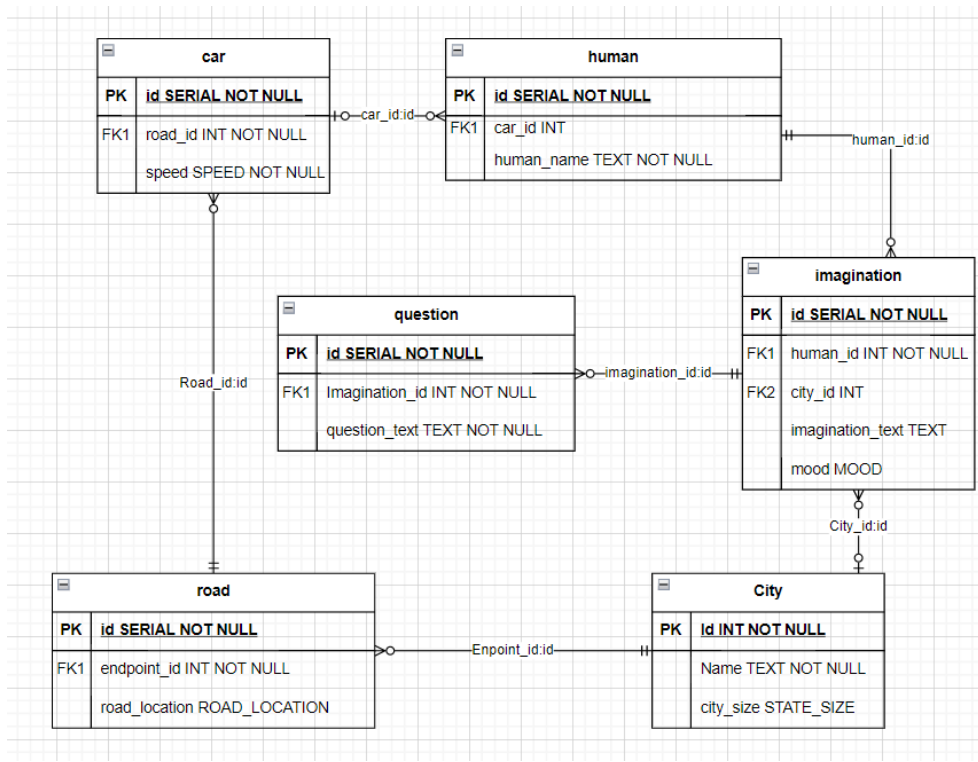 car
PK id SERIAL NOT NULL
FK1 road_id INT NOT NULL
speed SPEED NOT NULL
car_id:id
human
PK id SERIAL NOT NULL
FK1 car_id INT
human_name TEXT NOT NULL
human_id:id
imagination
PK id SERIAL NOT NULL
FK1 human_id INT NOT NULL
FK2 city_id INT
imagination_text TEXT
mood MOOD
question
PK id SERIAL NOT NULL
FK1 Imagination_id INT NOT NULL
question_text TEXT NOT NULL
imagination_id:id
Road_id:id
City_id:id
road
PK id SERIAL NOT NULL
FK1 endpoint_id INT NOT NULL
road_location ROAD_LOCATION
Enpoint_id:id
City
PK Id INT NOT NULL
Name TEXT NOT NULL
city_size STATE_SIZE